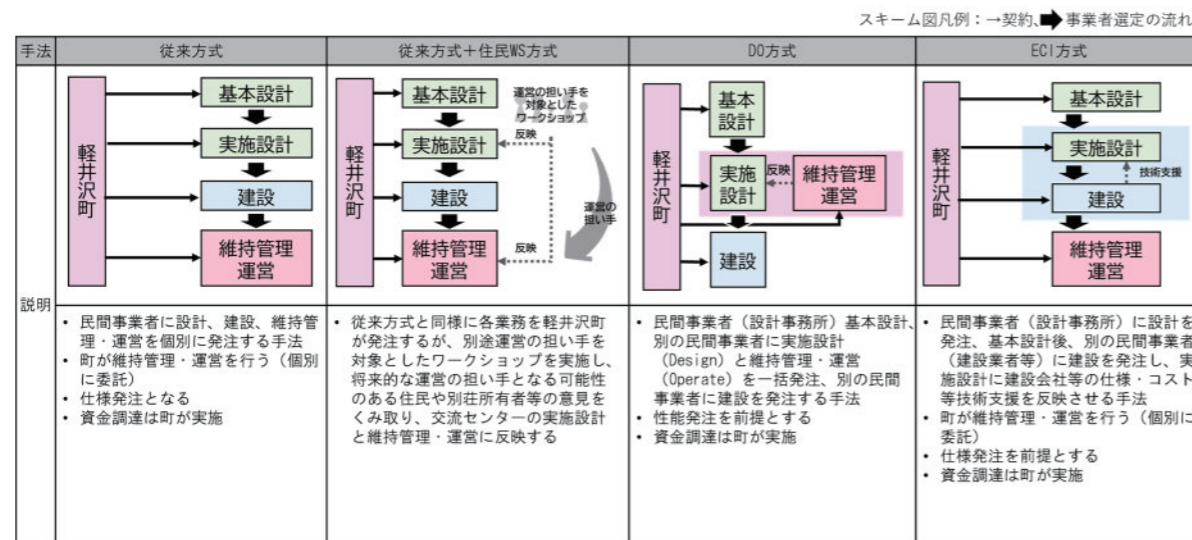 スキーム図凡例：→契約、➡事業者選定の流れ
手法
従来方式
従来方式＋住民WS方式
DO方式
ECI方式
説明
軽井沢町
基本設計
実施設計
建設
維持管理
運営
軽井沢町
基本設計
実施設計
建設
維持管理
運営
運営の担い手を
対象とした
ワークショップ
反映
運営の
担い手
反映
軽井沢町
基本
設計
実施
設計
反映
維持管理
運営
建設
軽井沢町
基本設計
実施設計
技術支援
建設
維持管理
運営
• 民間事業者に設計、建設、維持管
理・運営を個別に発注する手法
• 町が維持管理・運営を行う（個別
に委託）
• 仕様発注となる
• 資金調達は町が実施
• 従来方式と同様に各業務を軽井沢町
が発注するが、別途運営の担い手を
対象としたワークショップを実施し、
将来的な運営の担い手となる可能性
のある住民や別荘所有者等の意見を
くみ取り、交流センターの実施設計
と維持管理・運営に反映する
• 民間事業者（設計事務所）基本設計、
別の民間事業者に実施設計
（Design）と維持管理・運営
（Operate）を一括発注、別の民間
事業者に建設を発注する手法
• 性能発注を前提とする
• 資金調達は町が実施
• 民間事業者（設計事務所）に設計を
発注、基本設計後、別の民間事業者
（建設業者等）に建設を発注し、実
施設計に建設会社等の仕様・コスト
等技術支援を反映させる手法
• 町が維持管理・運営を行う（個別に
委託）
• 仕様発注を前提とする
• 資金調達は町が実施